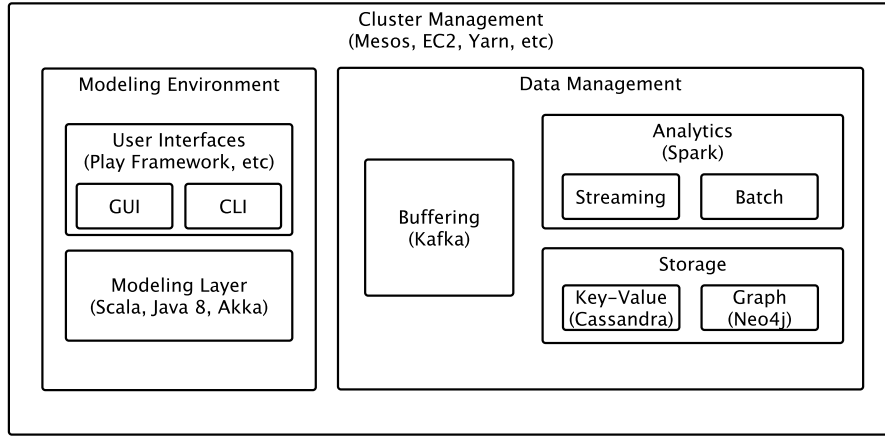 Cluster Management
(Mesos, EC2, Yarn, etc)
Modeling Environment
User Interfaces
(Play Framework, etc)
GUI
CLI
Modeling Layer
(Scala, Java 8, Akka)
Data Management
Buffering
(Kafka)
Analytics
(Spark)
Streaming
Batch
Storage
Key-Value
(Cassandra)
Graph
(Neo4j)